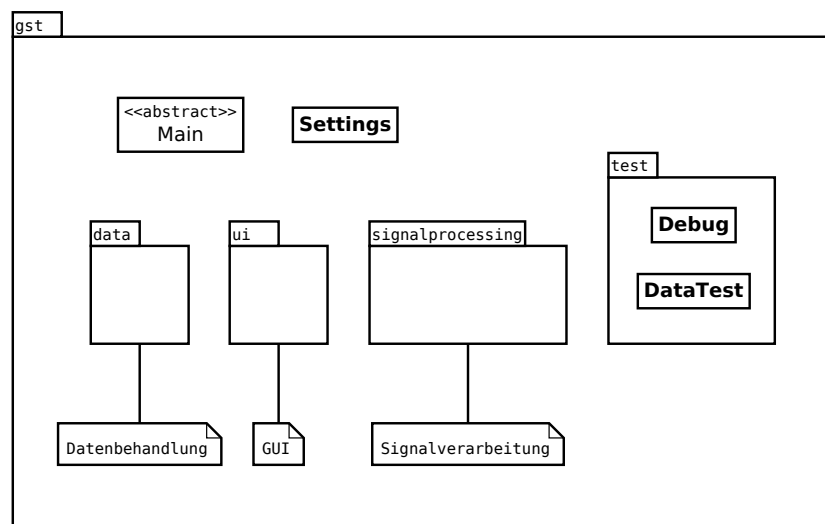 gst
<<abstract>>
Main
Settings
test
Debug
DataTest
data
ui
signalprocessing
Datenbehandlung
GUI
Signalverarbeitung